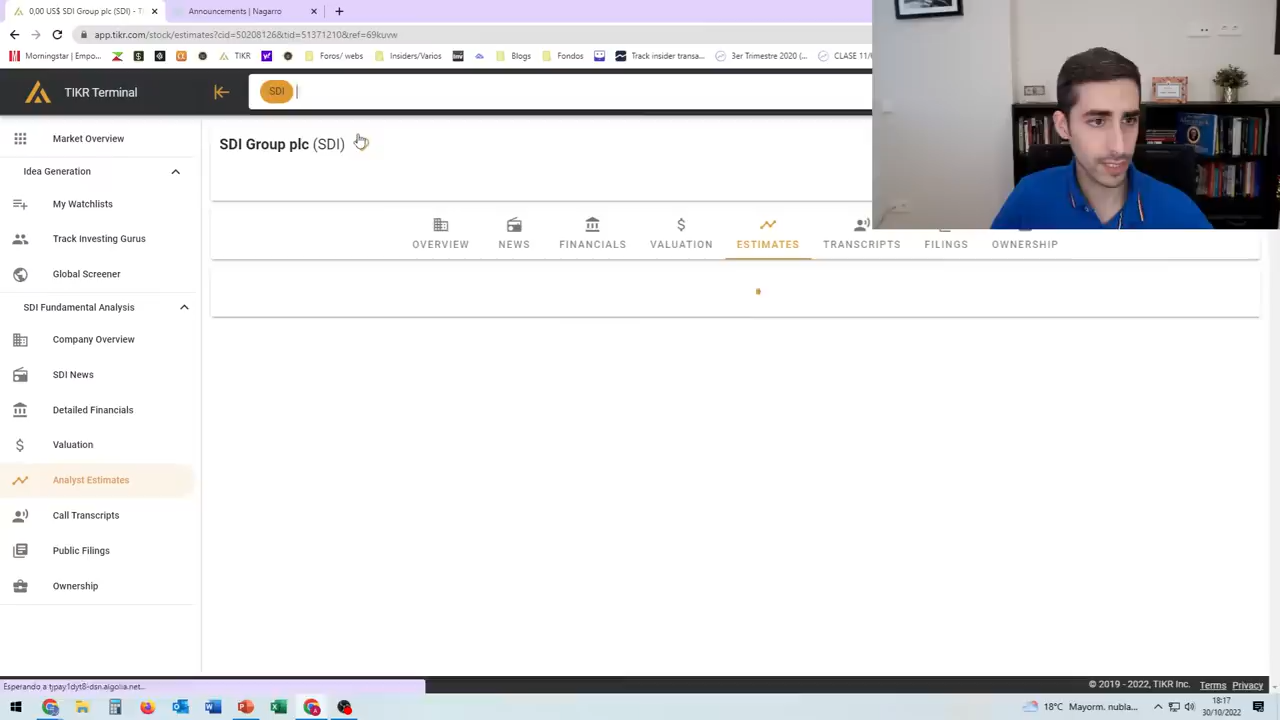 0,00 US$ SDI Group plc (SDI) - T
Announcements | Nagarro
app.tikr.com/stock/estimates?cid=50208126&tid=51371210&ref=69kuvw
Morningstar | Empo...
TIKR
Foros/ webs
Insiders/Varios
Blogs
Fondos
Track insider transa...
3er Trimestre 2020 (...
CLASE 11/0
TIKR Terminal
SDI
Market Overview
Idea Generation
My Watchlists
Track Investing Gurus
Global Screener
SDI Fundamental Analysis
Company Overview
SDI News
Detailed Financials
Valuation
Analyst Estimates
Call Transcripts
Public Filings
Ownership
SDI Group plc (SDI)
OVERVIEW
NEWS
FINANCIALS
VALUATION
ESTIMATES
TRANSCRIPTS
FILINGS
OWNERSHIP
© 2019 - 2022, TIKR Inc.
Terms
Privacy
18°C Mayorm. nubla...
18:17
30/10/2022